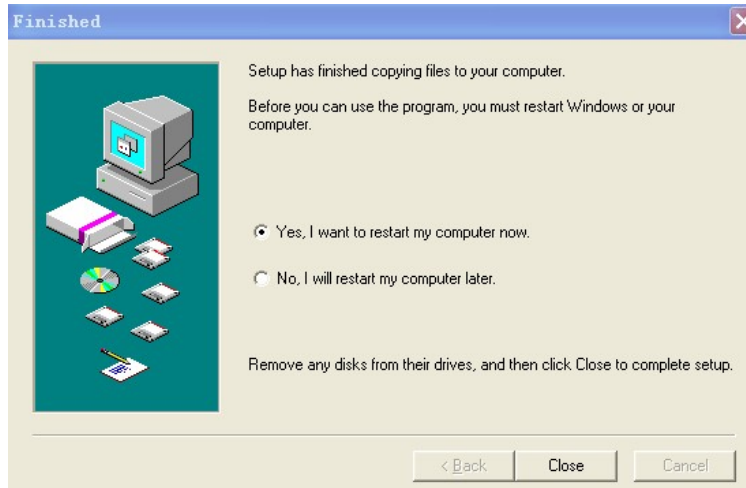 Finished
Setup has finished copying files to your computer.
Before you can use the program, you must restart Windows or your
computer.
Yes, I want to restart my computer now.
No, I will restart my computer later.
Remove any disks from their drives, and then click Close to complete setup.
< Back
Close
Cancel